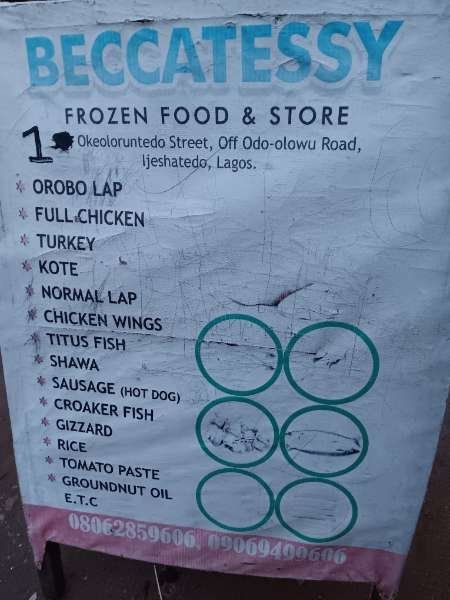 BECCATESSY
FROZEN FOOD & STORE
1 Okeoloruntedo Street, Off Odo-olowu Road,
Ijeshatedo, Lagos.
* OROBO LAP
* FULL CHICKEN
* TURKEY
* KOTE
* NORMAL LAP
* CHICKEN WINGS
* TITUS FISH
* SHAWA
* SAUSAGE (HOT DOG)
* CROAKER FISH
* GIZZARD
* RICE
* TOMATO PASTE
* GROUNDNUT OIL
E.T.C
08062859606, 09069409606